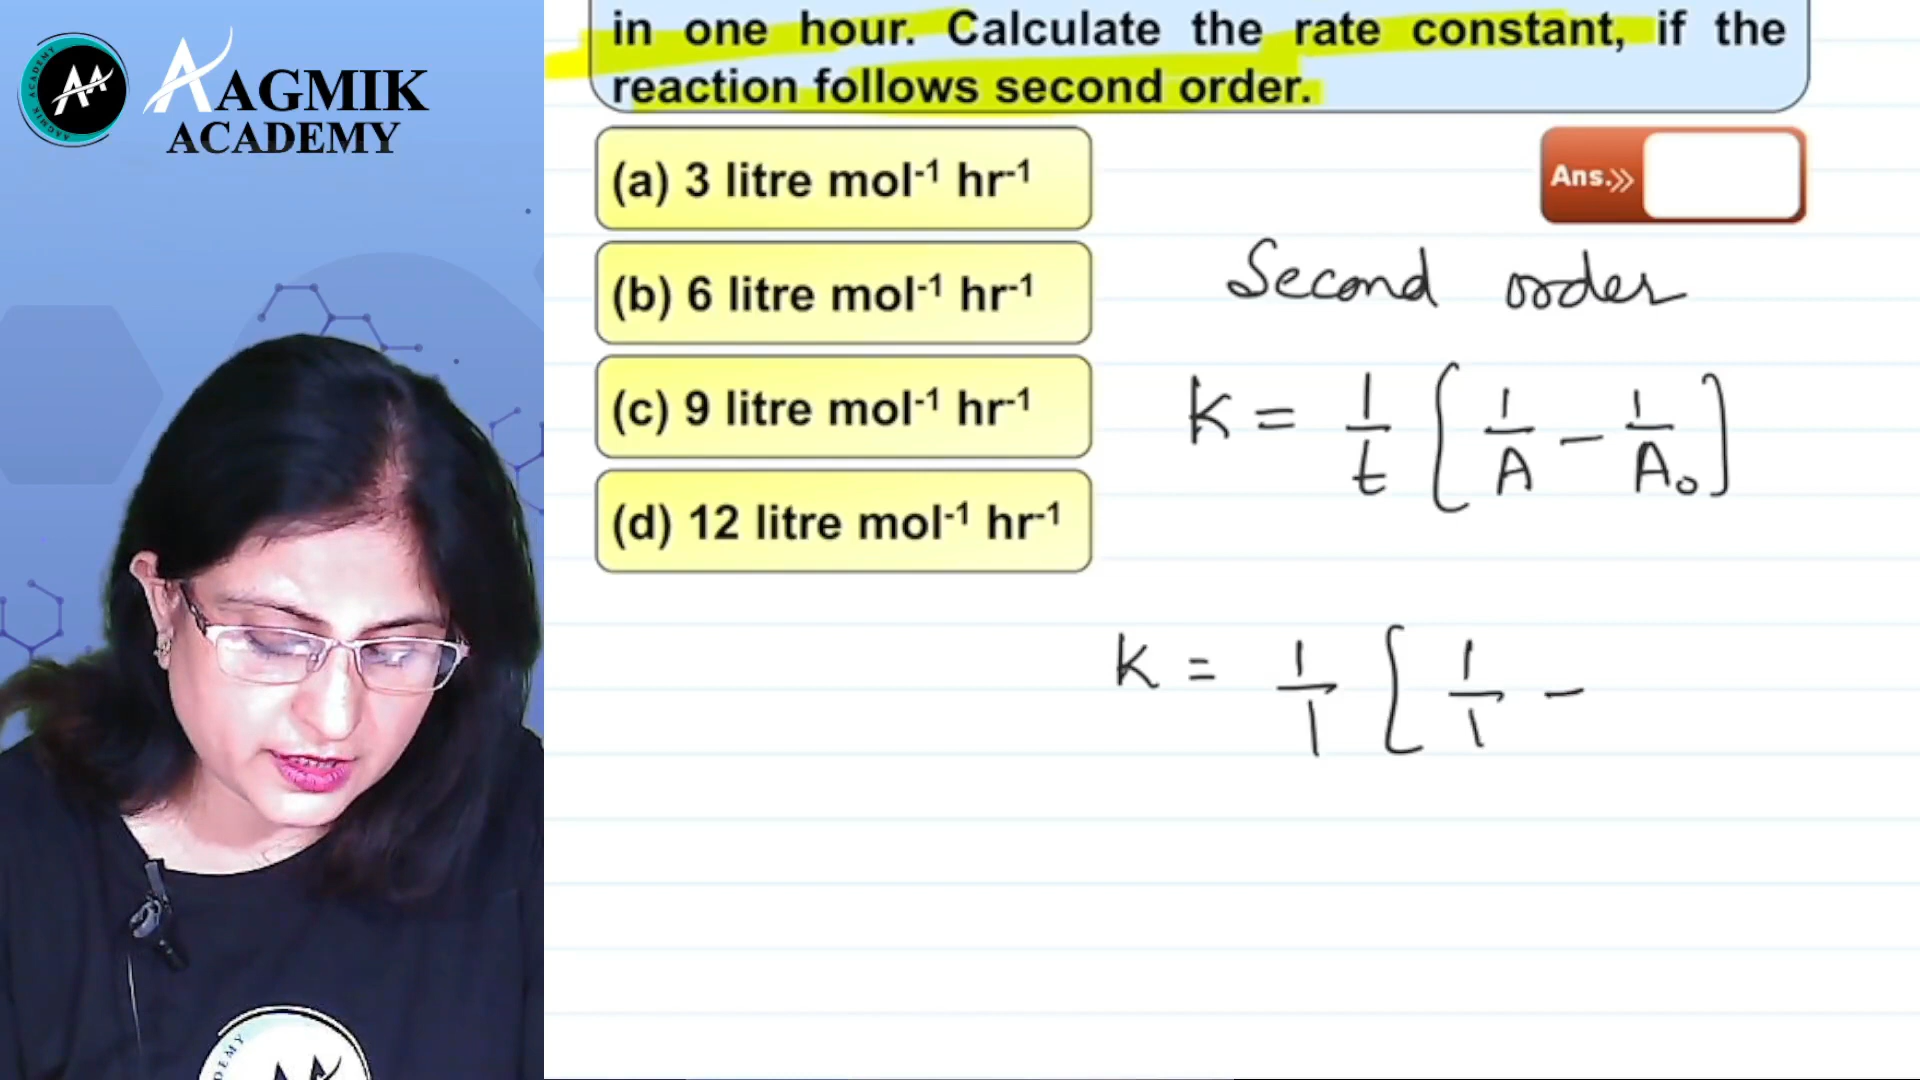 AAGMIK
ACADEMY
in one hour. Calculate the rate constant, if the
reaction follows second order.
(a) 3 litre mol⁻¹ hr⁻¹
(b) 6 litre mol⁻¹ hr⁻¹
(c) 9 litre mol⁻¹ hr⁻¹
(d) 12 litre mol⁻¹ hr⁻¹
Ans.»
Second order
K = 1/t [1/A - 1/A₀]
K = 1/1 [1/1 -